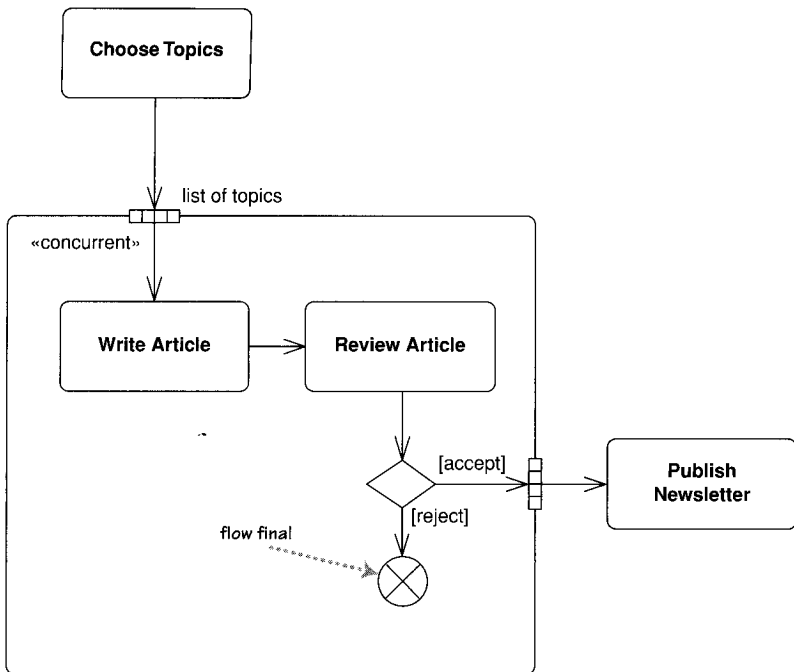 Choose Topics
list of topics
«concurrent»
Write Article
Review Article
[accept]
Publish
Newsletter
[reject]
flow final